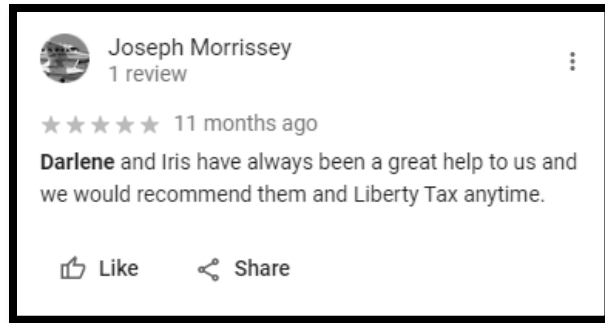 Joseph Morrissey
1 review
11 months ago
Darlene and Iris have always been a great help to us and
we would recommend them and Liberty Tax anytime.
Like Share